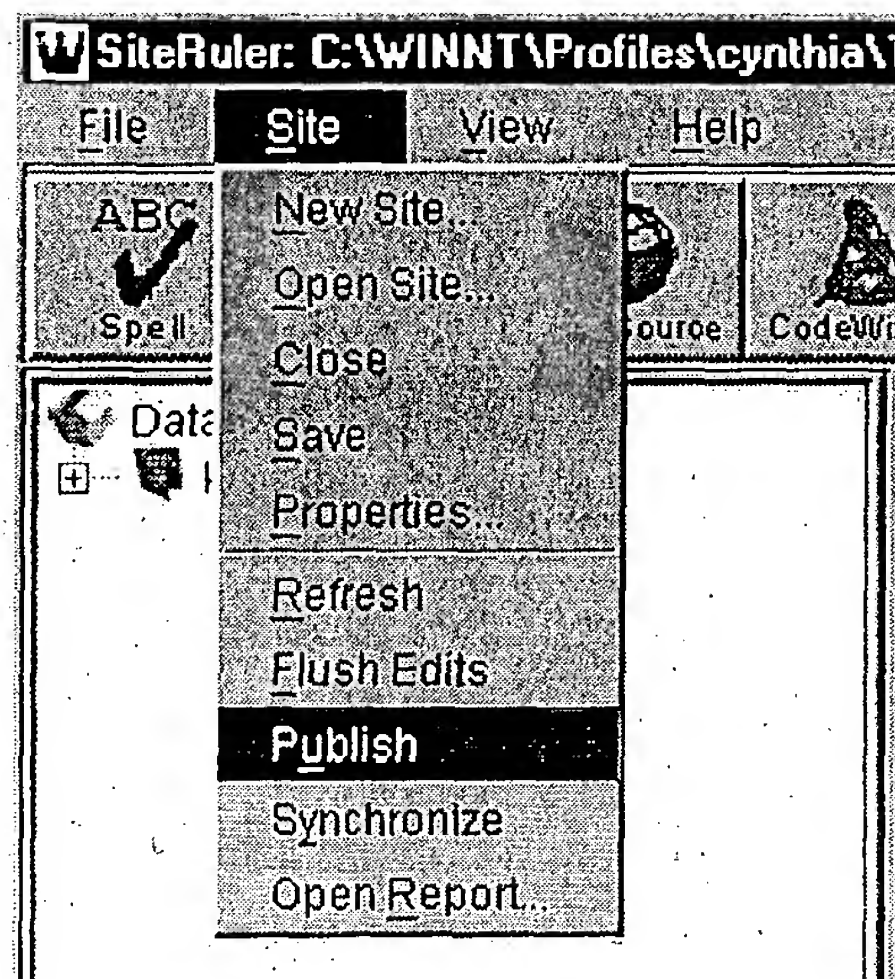 SiteRuler: C:\WINNT\Profiles\cynthia\
File Site View Help
ABC
Spell
CodeWri
New Site...
Open Site...
Close
Save
Properties...
Refresh
Flush Edits
Publish
Synchronize
Open Report...